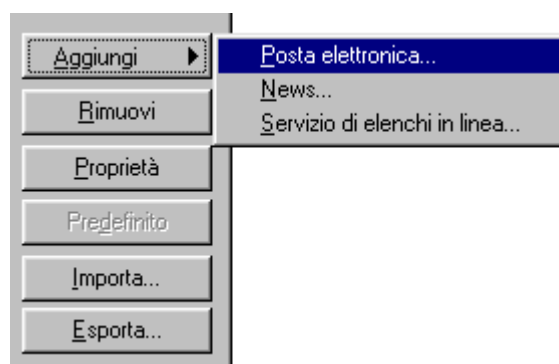 Aggiungi
Posta elettronica...
News...
Servizio di elenchi in linea...
Rimuovi
Proprietà
Predefinito
Importa...
Esporta...